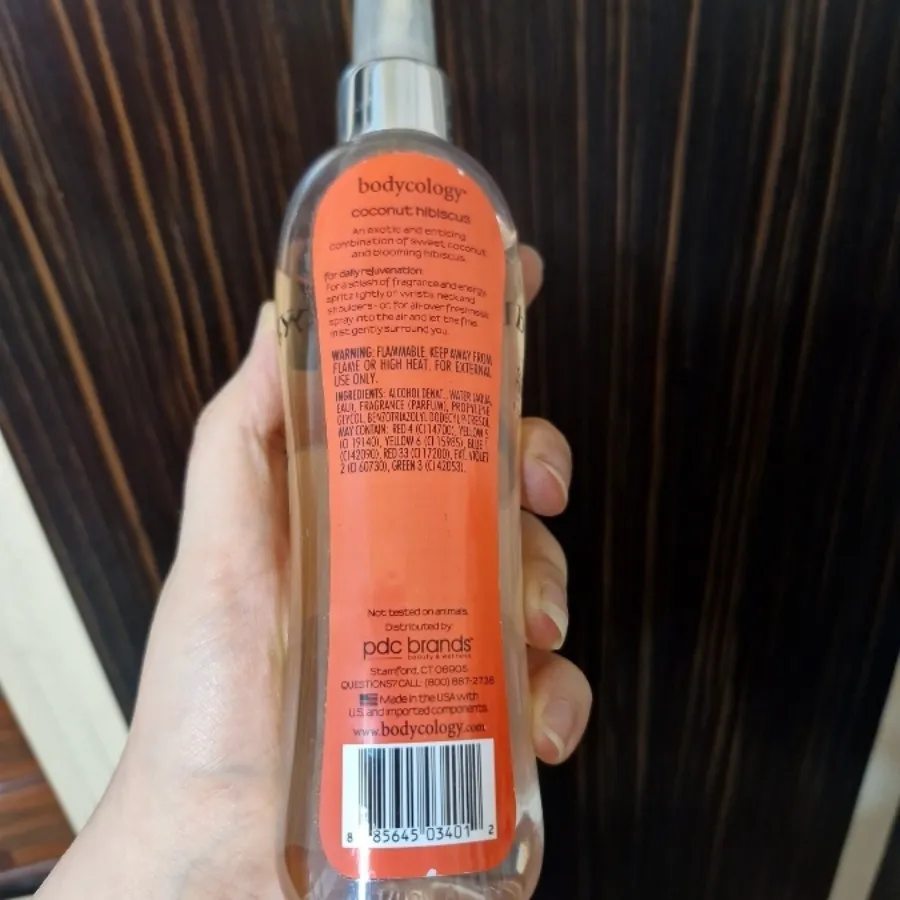 bodycology
coconut hibiscus
An exotic and enticing
combination of sweet coconut
and blooming hibiscus.
for daily rejuvenation:
For a splash of fragrance and energy
spritz lightly on wrists, neck and
shoulders - or, for all-over freshness
spray into the air and let the fine
mist gently surround you.
WARNING: FLAMMABLE. KEEP AWAY FROM
FLAME OR HIGH HEAT. FOR EXTERNAL
USE ONLY.
INGREDIENTS: ALCOHOL DENAT., WATER (AQUA,
EAU), FRAGRANCE (PARFUM), PROPYLENE
GLYCOL, BENZOTRIAZOLYL DODECYL P-CRESOL.
MAY CONTAIN: RED 4 (CI 14700), YELLOW 5
(CI 19140), YELLOW 6 (CI 15985), BLUE 1
(CI 42090), RED 33 (CI 17200), EXT. VIOLET
2 (CI 60730), GREEN 3 (CI 42053).
Not tested on animals.
Distributed by:
pdc brands
beauty & wellness
Stamford, CT 06905
QUESTIONS? CALL: (800) 887-2738
Made in the USA with
U.S. and imported components.
www.bodycology.com
8 85645 03401 2